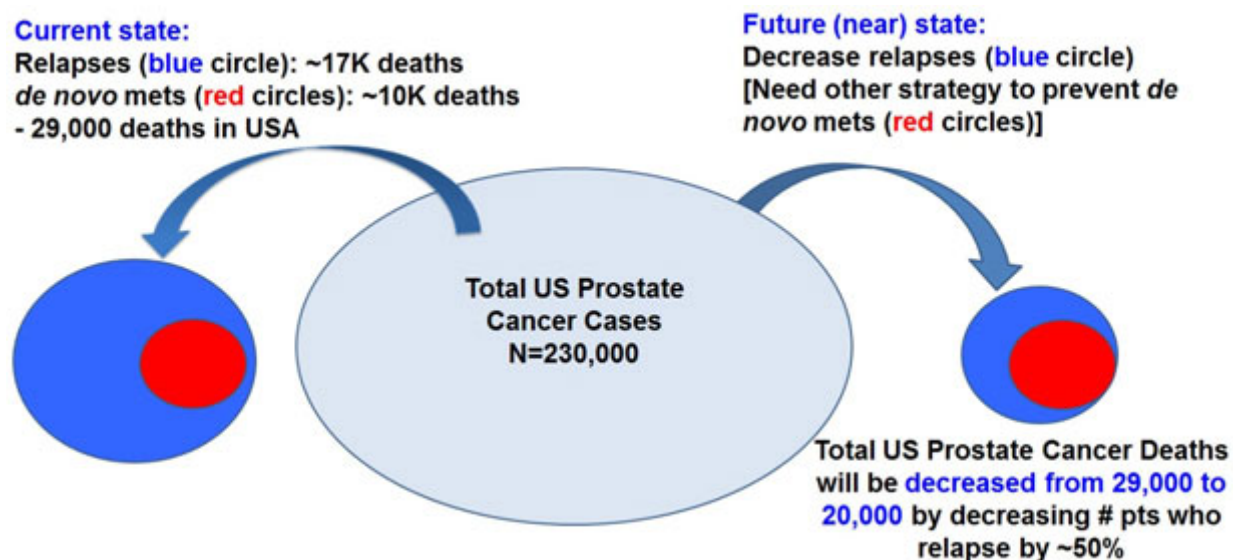 Current state:
Relapses (blue circle): ~17K deaths
de novo mets (red circles): ~10K deaths
- 29,000 deaths in USA
Future (near) state:
Decrease relapses (blue circle)
[Need other strategy to prevent de
novo mets (red circles)]
Total US Prostate
Cancer Cases
N=230,000
Total US Prostate Cancer Deaths
will be decreased from 29,000 to
20,000 by decreasing # pts who
relapse by ~50%